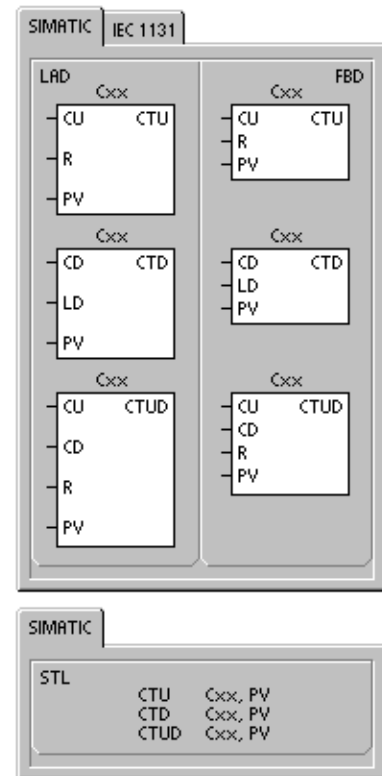 SIMATIC IEC 1131
LAD
Cxx
CU CTU
R
PV
Cxx
CD CTD
LD
PV
Cxx
CU CTUD
CD
R
PV
FBD
Cxx
CU CTU
R
PV
Cxx
CD CTD
LD
PV
Cxx
CU CTUD
CD
R
PV
SIMATIC
STL
CTU Cxx, PV
CTD Cxx, PV
CTUD Cxx, PV